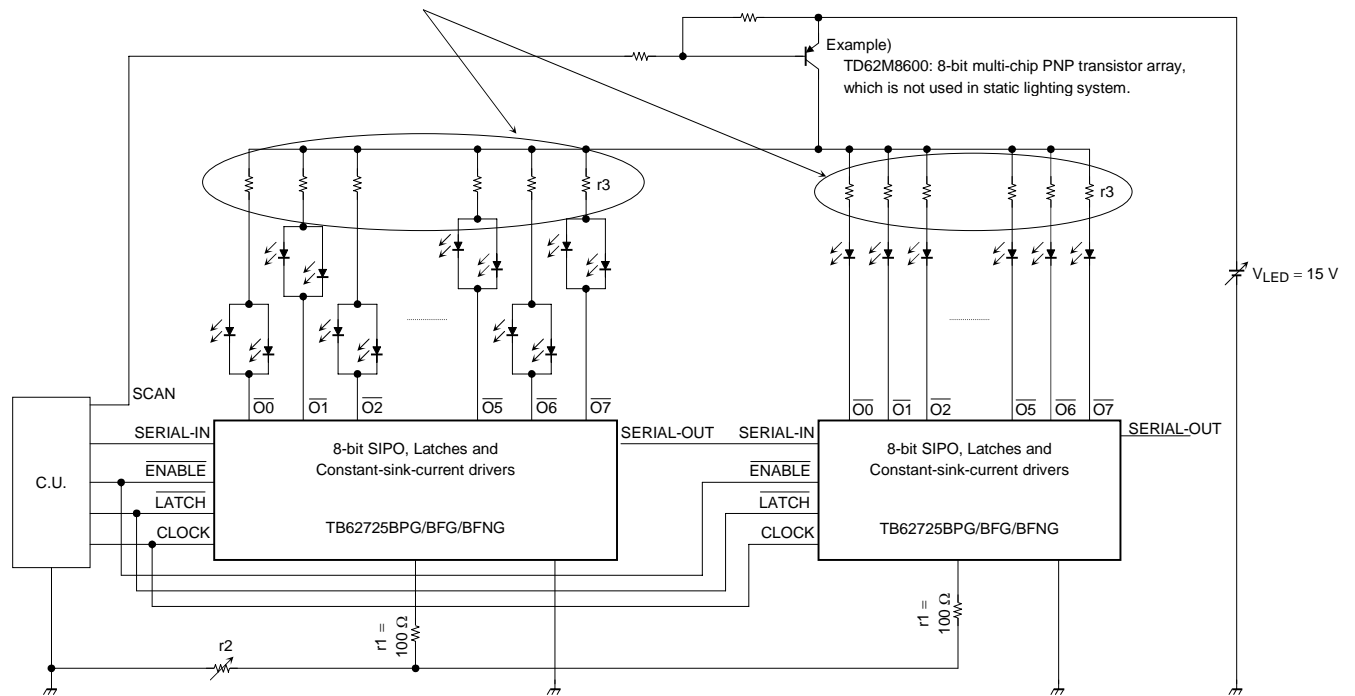 Example)
TD62M8600: 8-bit multi-chip PNP transistor array,
which is not used in static lighting system.
r3
r3
V_LED = 15 V
SCAN
O0 O1 O2 O5 O6 O7
O0 O1 O2 O5 O6 O7
SERIAL-IN
SERIAL-OUT
SERIAL-IN
SERIAL-OUT
8-bit SIPO, Latches and
Constant-sink-current drivers
8-bit SIPO, Latches and
Constant-sink-current drivers
ENABLE
ENABLE
C.U.
LATCH
LATCH
TB62725BPG/BFG/BFNG
TB62725BPG/BFG/BFNG
CLOCK
CLOCK
r1 =
100 Ω
r1 =
100 Ω
r2